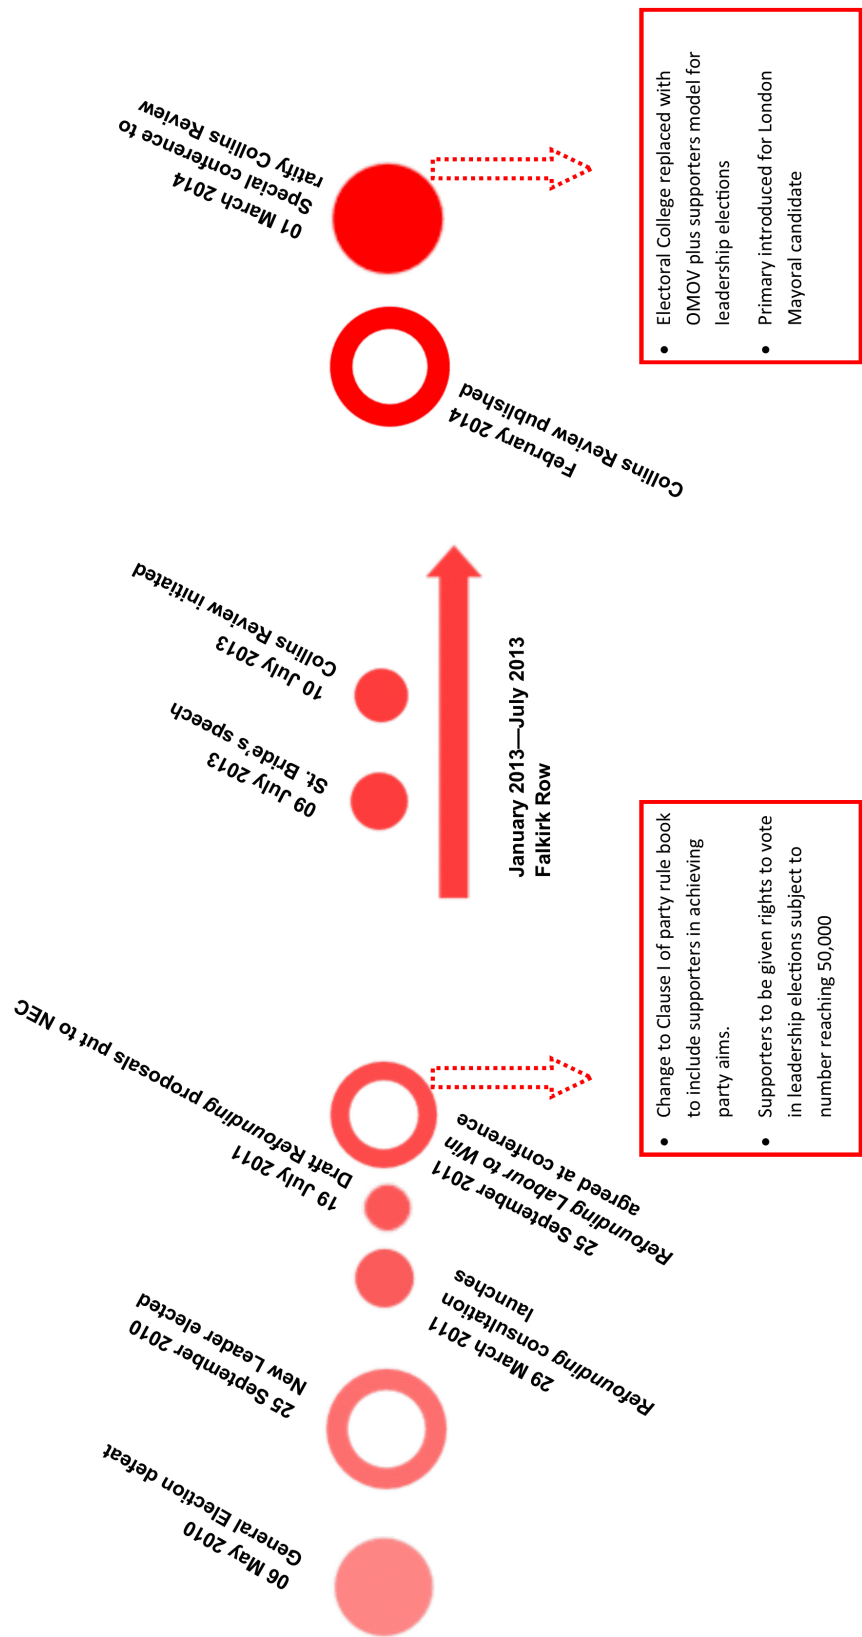 06 May 2010
General Election defeat
25 September 2010
New Leader elected
29 March 2011
Refounding consultation
launches
19 July 2011
Draft Refounding proposals put to NEC
25 September 2011
Refounding Labour to Win
agreed at conference
• Change to Clause I of party rule book
to include supporters in achieving
party aims.
• Supporters to be given rights to vote
in leadership elections subject to
number reaching 50,000
January 2013—July 2013
Falkirk Row
09 July 2013
St. Bride's speech
10 July 2013
Collins Review initiated
February 2014
Collins Review published
01 March 2014
Special conference to
ratify Collins Review
• Electoral College replaced with
OMOV plus supporters model for
leadership elections
• Primary introduced for London
Mayoral candidate